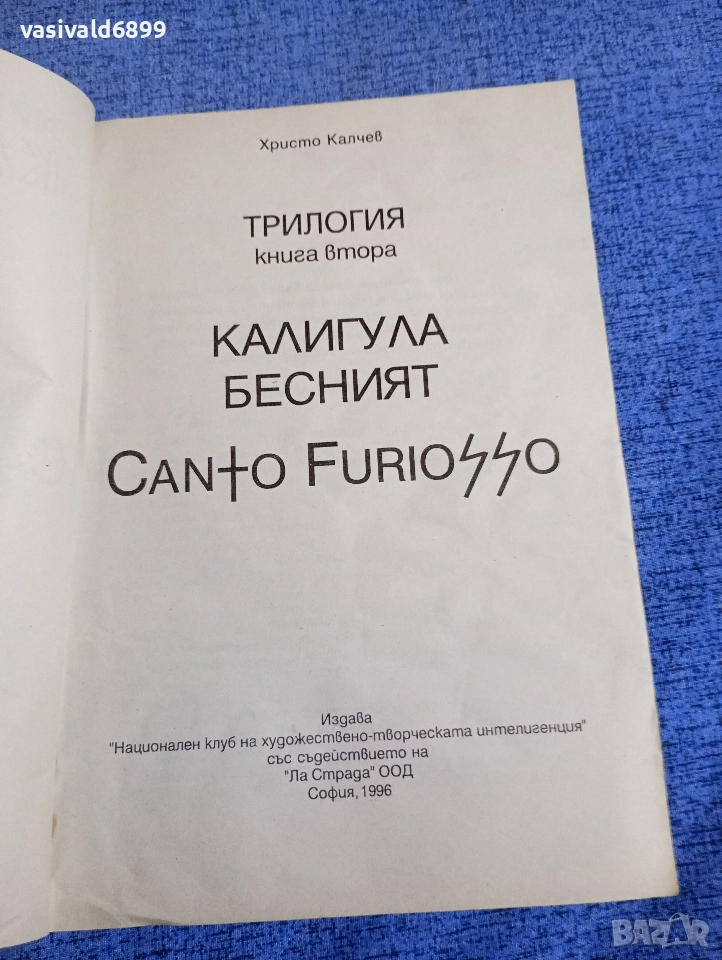 vasivald6899
Христо Калчев
ТРИЛОГИЯ
книга втора
КАЛИГУЛА
БЕСНИЯТ
CANTO FURIOSSO
Издава
"Национален клуб на художествено-творческата интелигенция"
със съдействието на
"Ла Страда" ООД
София, 1996
BAZAR